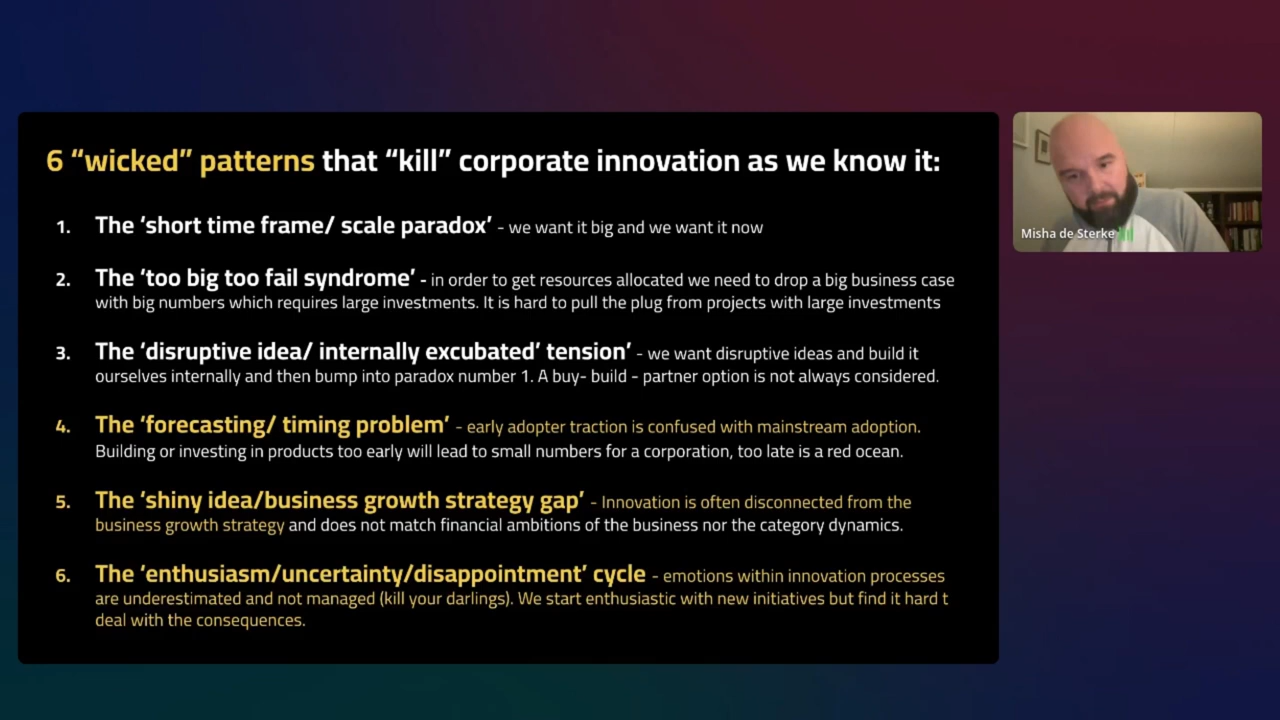 6 “wicked” patterns that “kill” corporate innovation as we know it:
1. The ‘short time frame/ scale paradox’ - we want it big and we want it now
2. The ‘too big too fail syndrome’ - in order to get resources allocated we need to drop a big business case
with big numbers which requires large investments. It is hard to pull the plug from projects with large investments
3. The ‘disruptive idea/ internally excubated’ tension’ - we want disruptive ideas and build it
ourselves internally and then bump into paradox number 1. A buy- build - partner option is not always considered.
4. The ‘forecasting/ timing problem’ - early adopter traction is confused with mainstream adoption.
Building or investing in products too early will lead to small numbers for a corporation, too late is a red ocean.
5. The ‘shiny idea/business growth strategy gap’ - Innovation is often disconnected from the
business growth strategy and does not match financial ambitions of the business nor the category dynamics.
6. The ‘enthusiasm/uncertainty/disappointment’ cycle - emotions within innovation processes
are underestimated and not managed (kill your darlings). We start enthusiastic with new initiatives but find it hard t
deal with the consequences.
Misha de Sterke